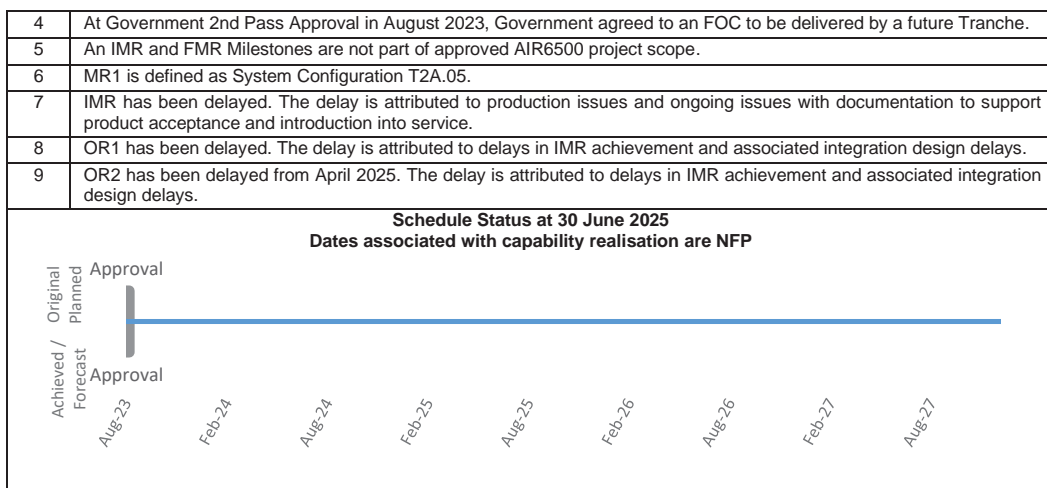 4 At Government 2nd Pass Approval in August 2023, Government agreed to an FOC to be delivered by a future Tranche.
5 An IMR and FMR Milestones are not part of approved AIR6500 project scope.
6 MR1 is defined as System Configuration T2A.05.
7 IMR has been delayed. The delay is attributed to production issues and ongoing issues with documentation to support
product acceptance and introduction into service.
8 OR1 has been delayed. The delay is attributed to delays in IMR achievement and associated integration design delays.
9 OR2 has been delayed from April 2025. The delay is attributed to delays in IMR achievement and associated integration
design delays.
Schedule Status at 30 June 2025
Dates associated with capability realisation are NFP
Original
Planned
Approval
Achieved /
Forecast
Approval
Aug-23
Feb-24
Aug-24
Feb-25
Aug-25
Feb-26
Aug-26
Feb-27
Aug-27